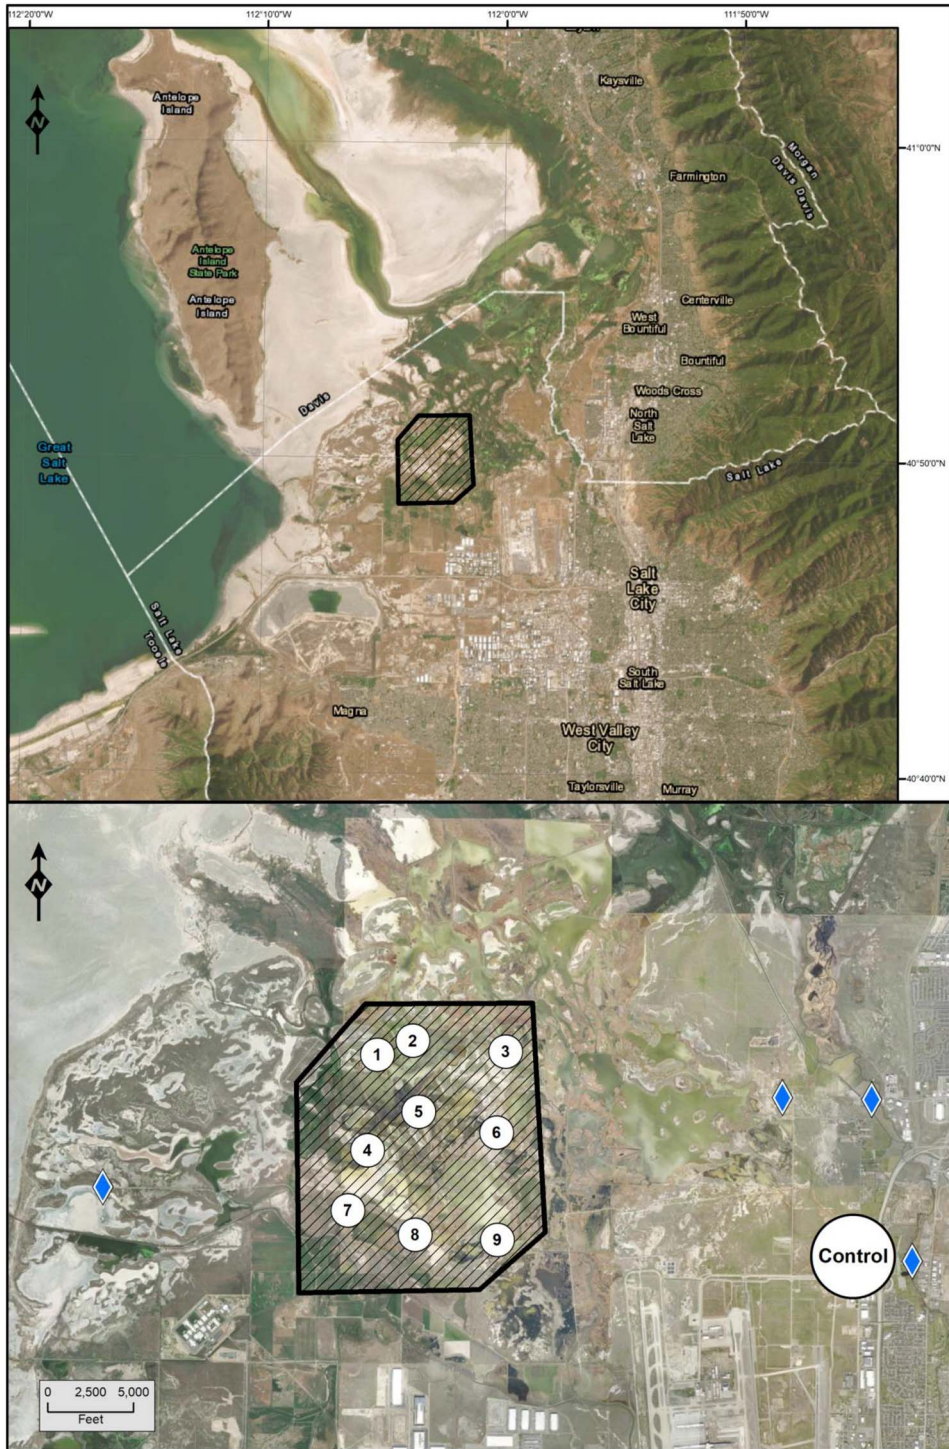 112°20'0"W
112°10'0"W
112°0'0"W
111°50'0"W
Kaysville
Antelope
Island
N
41°0'0"N
Morgan
Davis Davis
Farmington
Antelope
Island
State Park
Antelope
Island
Centerville
West
Bountiful
Bountiful
Davis
Woods Cross
North
Salt
Lake
Great
Salt
Lake
40°50'0"N
Salt Lake
Salt
Lake
City
Salt Lake
Tooele
South
Salt Lake
Magna
West Valley
City
40°40'0"N
Taylorsville
Murray
N
1
2
3
5
6
4
7
8
9
Control
0 2,500 5,000
Feet